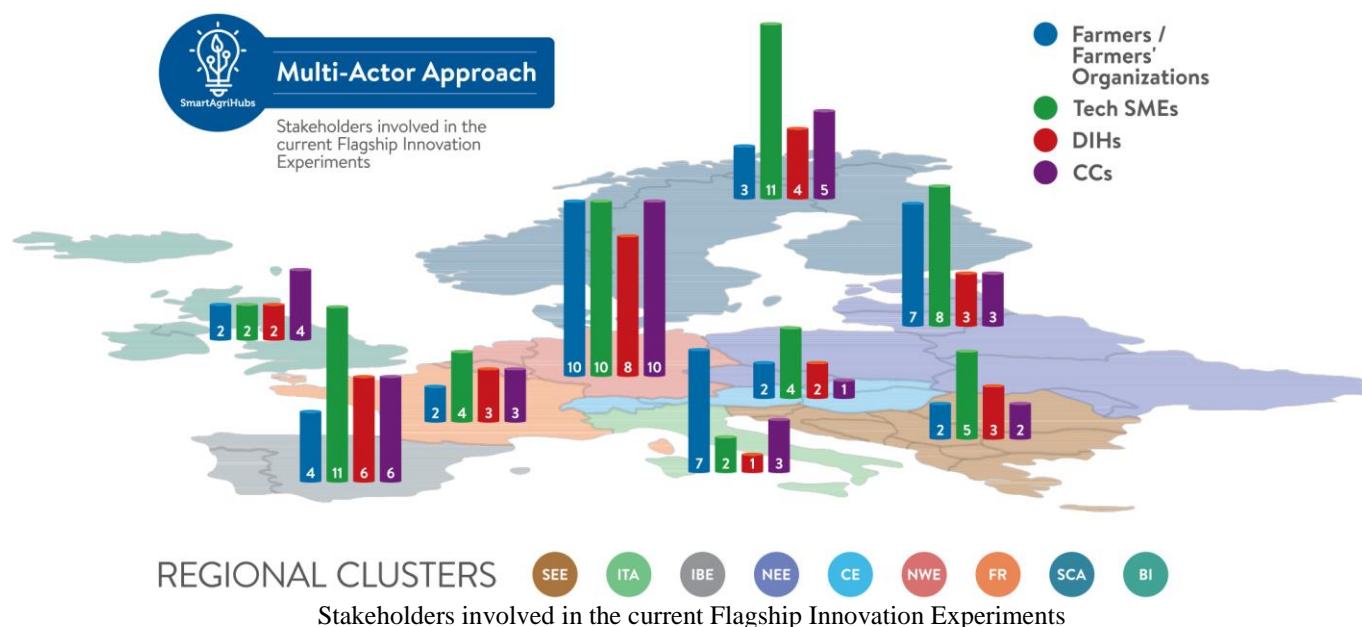 SmartAgriHubs
Multi-Actor Approach
Stakeholders involved in the
current Flagship Innovation
Experiments
Farmers /
Farmers'
Organizations
Tech SMEs
DIHs
CCs
3 11 4 5
10 10 8 10
7 8 3 3
2 2 2 4
4 11 6 6
2 4 3 3
7 2 1 3
2 4 2 1
2 5 3 2
REGIONAL CLUSTERS SEE ITA IBE NEE CE NWE FR SCA BI
Stakeholders involved in the current Flagship Innovation Experiments